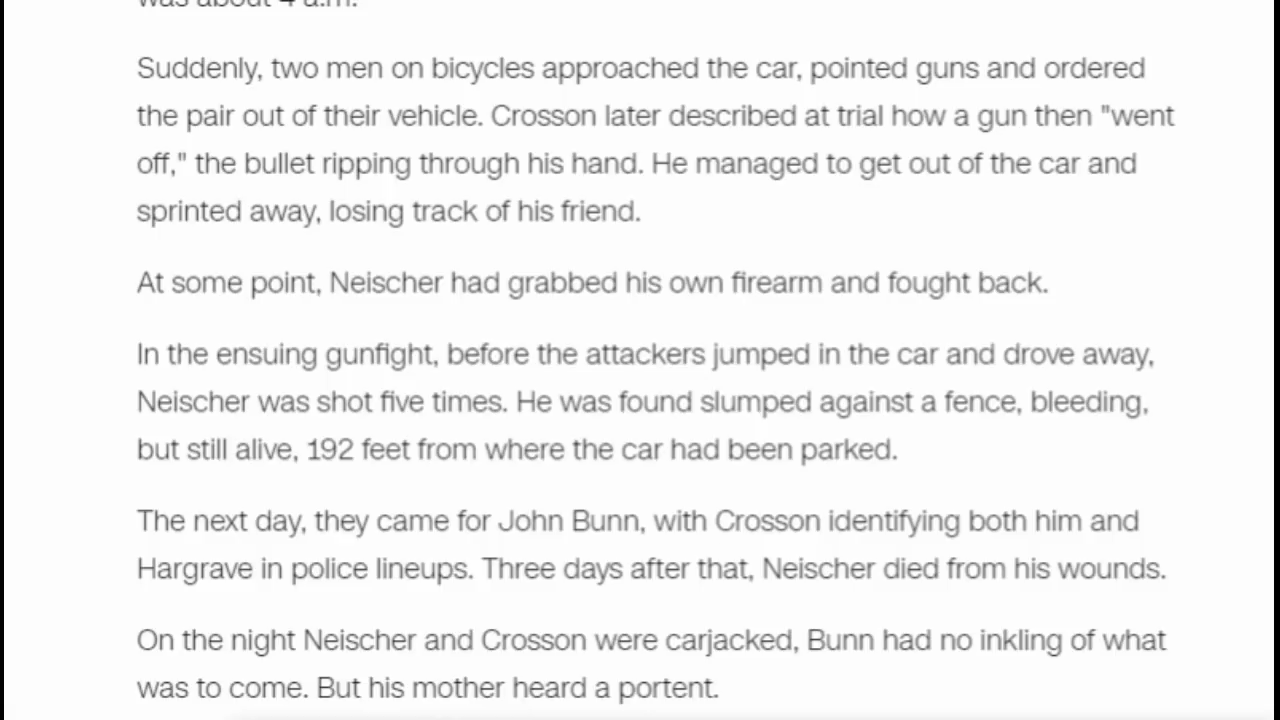 was about 4 a.m.
Suddenly, two men on bicycles approached the car, pointed guns and ordered
the pair out of their vehicle. Crosson later described at trial how a gun then "went
off," the bullet ripping through his hand. He managed to get out of the car and
sprinted away, losing track of his friend.
At some point, Neischer had grabbed his own firearm and fought back.
In the ensuing gunfight, before the attackers jumped in the car and drove away,
Neischer was shot five times. He was found slumped against a fence, bleeding,
but still alive, 192 feet from where the car had been parked.
The next day, they came for John Bunn, with Crosson identifying both him and
Hargrave in police lineups. Three days after that, Neischer died from his wounds.
On the night Neischer and Crosson were carjacked, Bunn had no inkling of what
was to come. But his mother heard a portent.